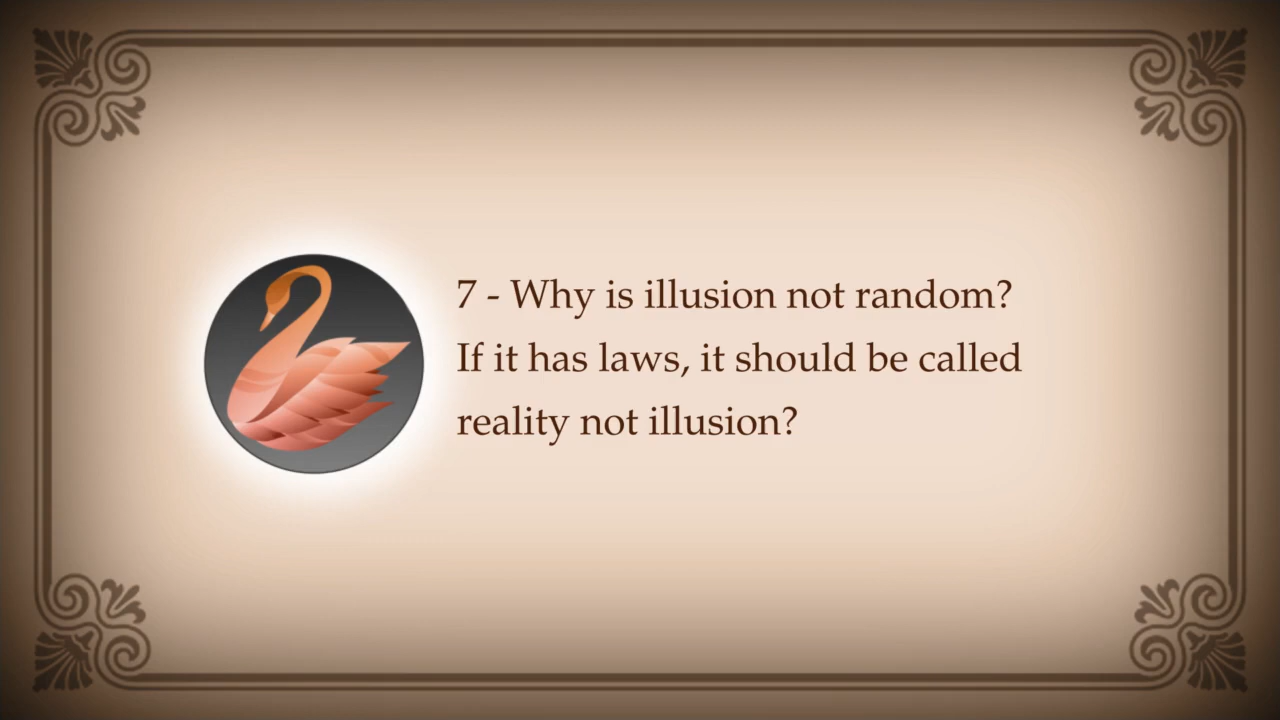 7 - Why is illusion not random?
If it has laws, it should be called
reality not illusion?